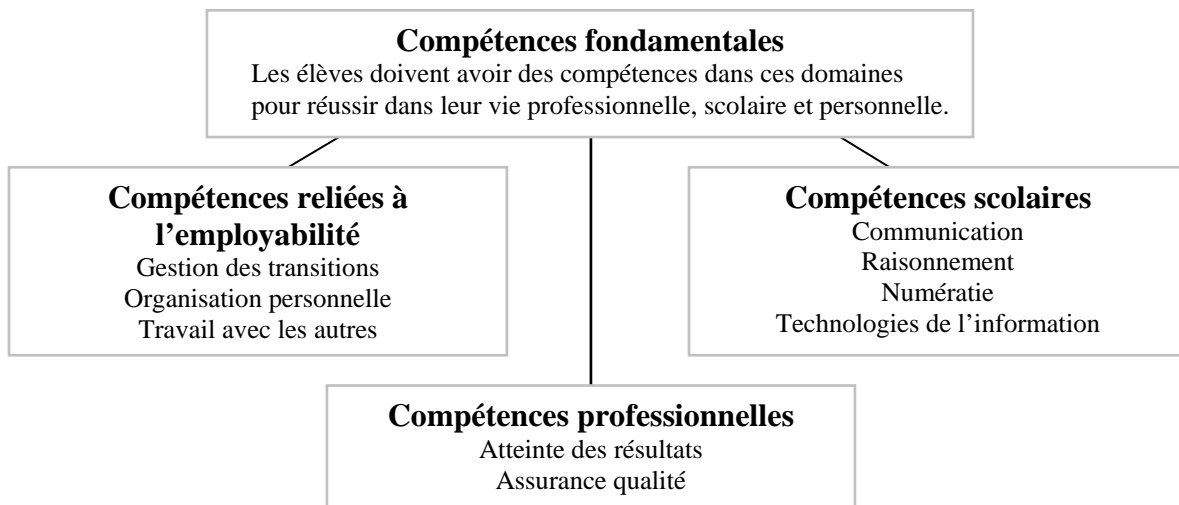 Compétences fondamentales
Les élèves doivent avoir des compétences dans ces domaines
pour réussir dans leur vie professionnelle, scolaire et personnelle.
Compétences reliées à
l’employabilité
Gestion des transitions
Organisation personnelle
Travail avec les autres
Compétences scolaires
Communication
Raisonnement
Numératie
Technologies de l’information
Compétences professionnelles
Atteinte des résultats
Assurance qualité